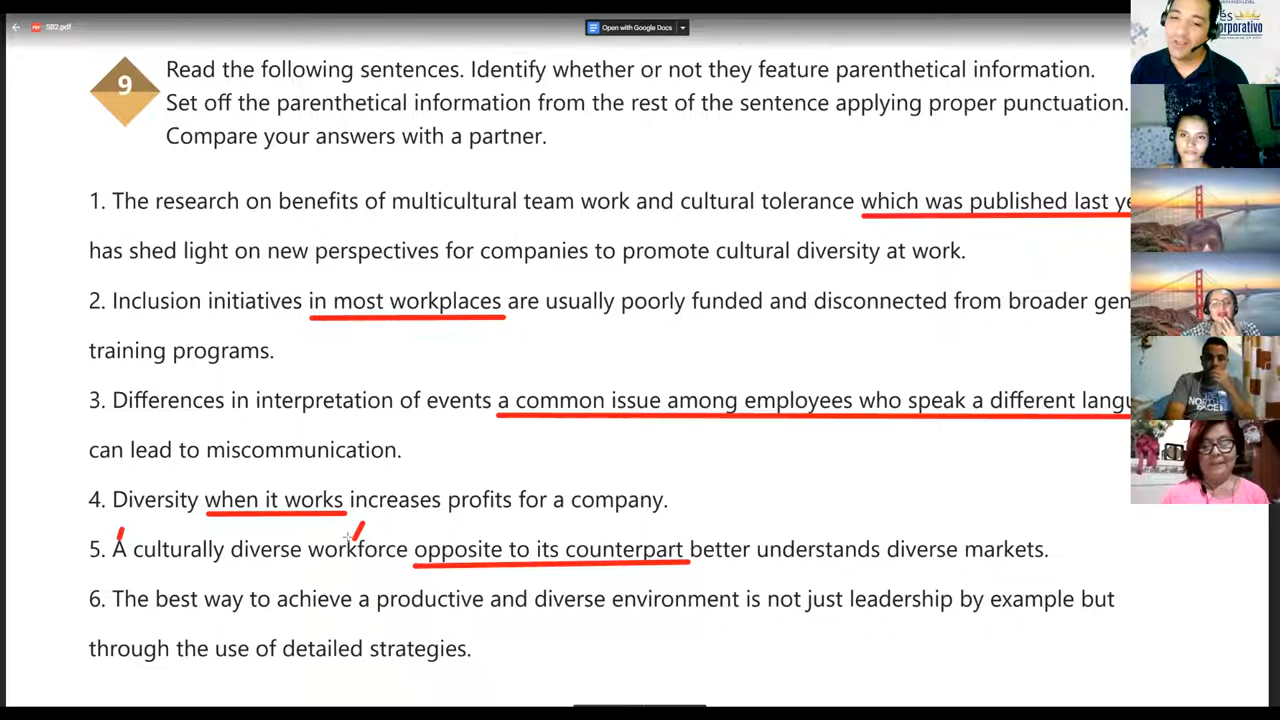 SB2.pdf
Open with Google Docs
9
Read the following sentences. Identify whether or not they feature parenthetical information.
Set off the parenthetical information from the rest of the sentence applying proper punctuation.
Compare your answers with a partner.
1. The research on benefits of multicultural team work and cultural tolerance which was published last ye
has shed light on new perspectives for companies to promote cultural diversity at work.
2. Inclusion initiatives in most workplaces are usually poorly funded and disconnected from broader gen
training programs.
3. Differences in interpretation of events a common issue among employees who speak a different langu
can lead to miscommunication.
4. Diversity when it works increases profits for a company.
5. A culturally diverse workforce opposite to its counterpart better understands diverse markets.
6. The best way to achieve a productive and diverse environment is not just leadership by example but
through the use of detailed strategies.
és
orporativo
THE NORTH FACE